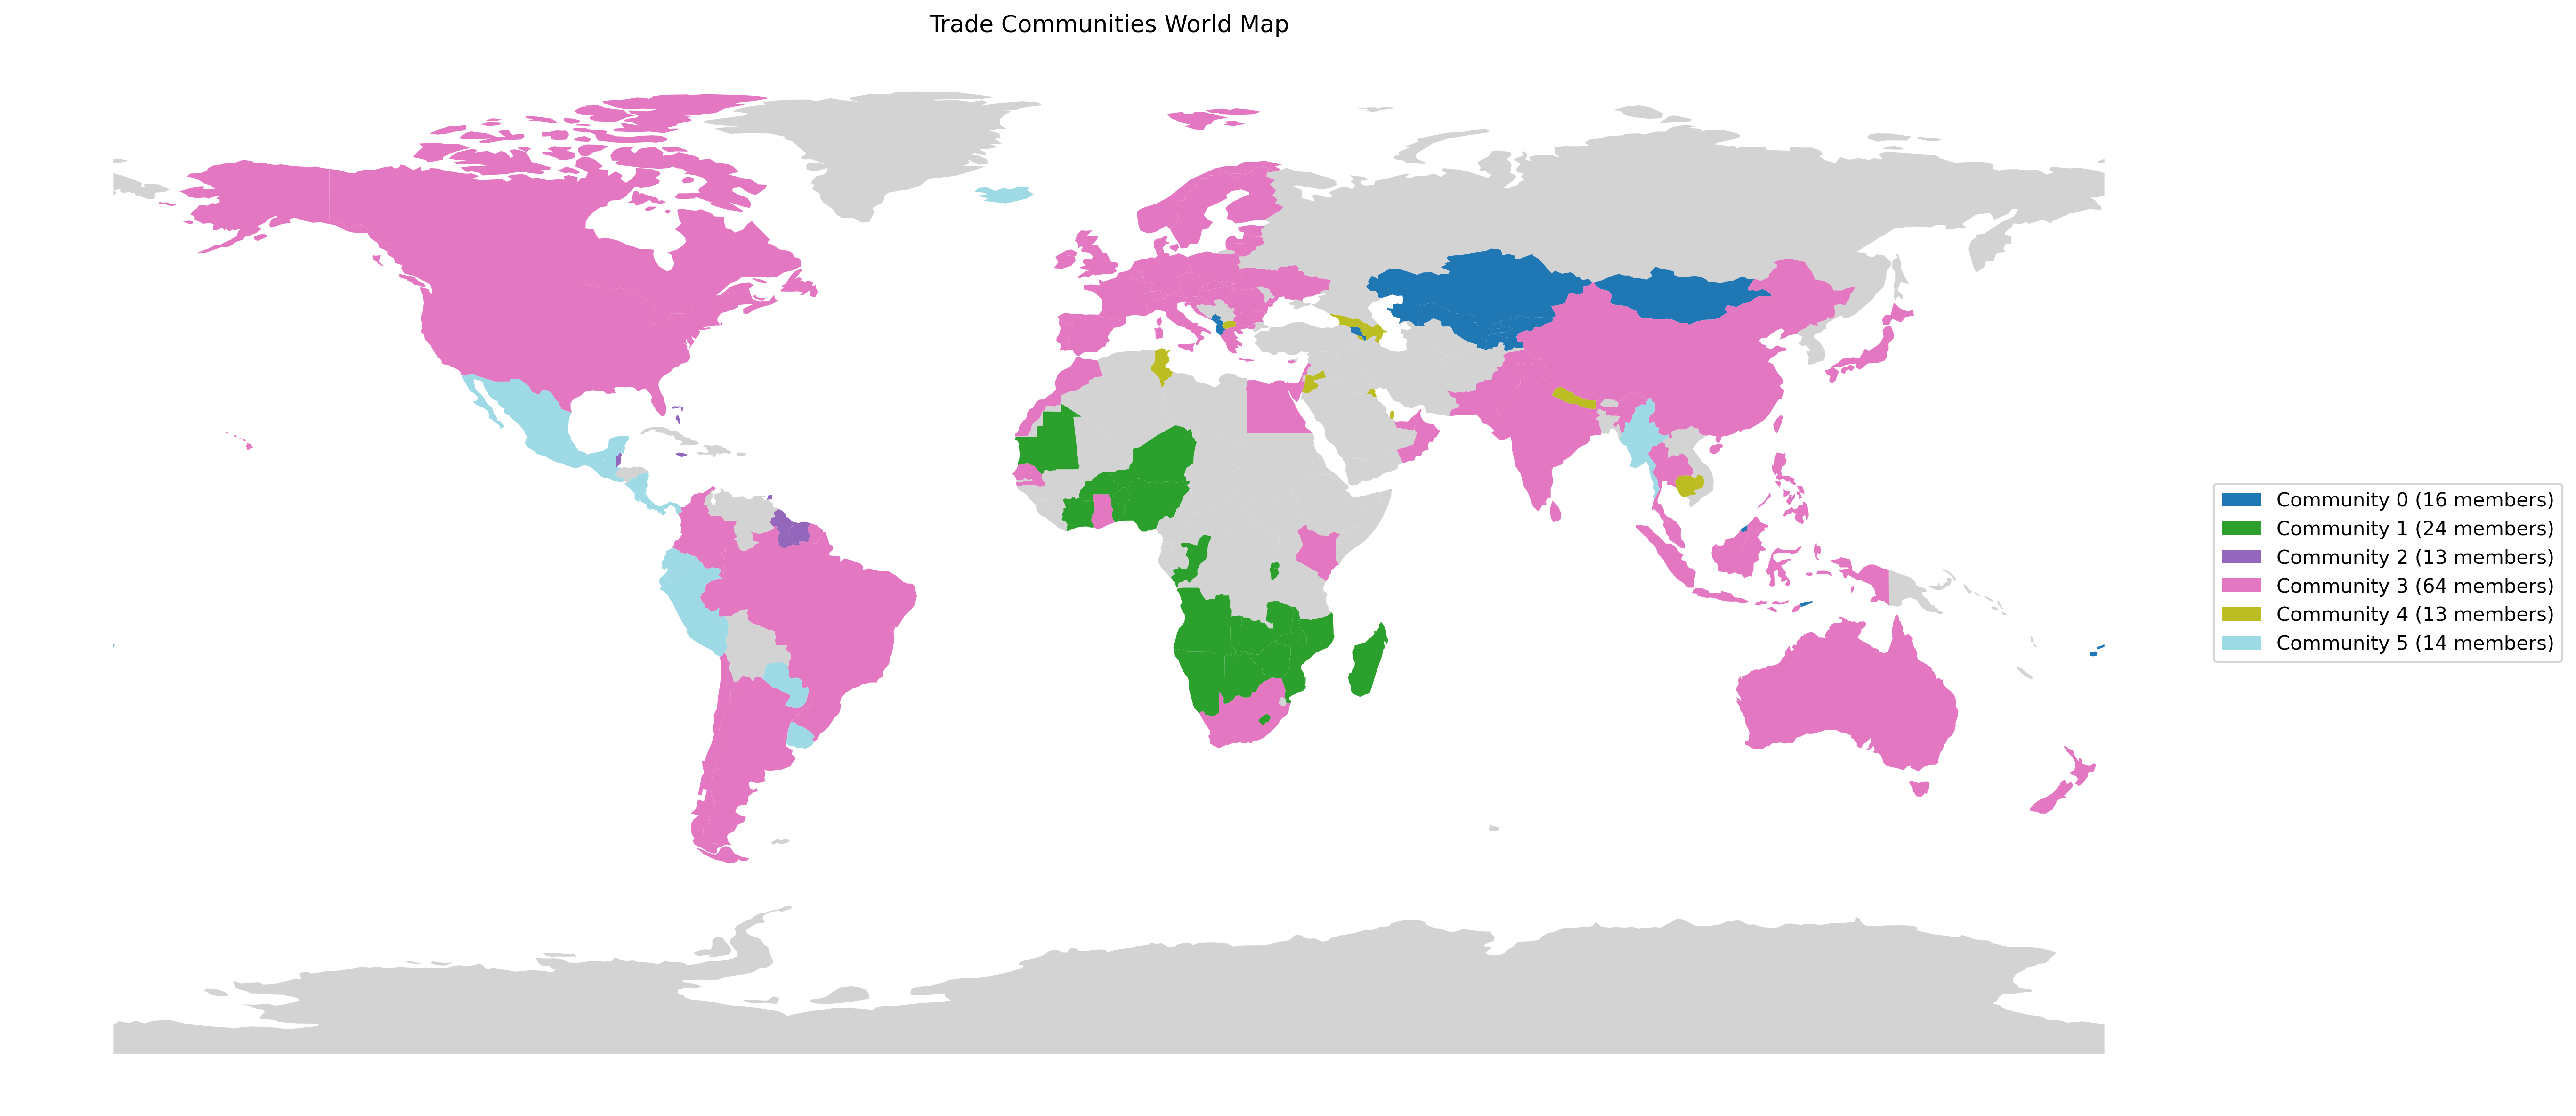 Trade Communities World Map
Community 0 (16 members)
Community 1 (24 members)
Community 2 (13 members)
Community 3 (64 members)
Community 4 (13 members)
Community 5 (14 members)